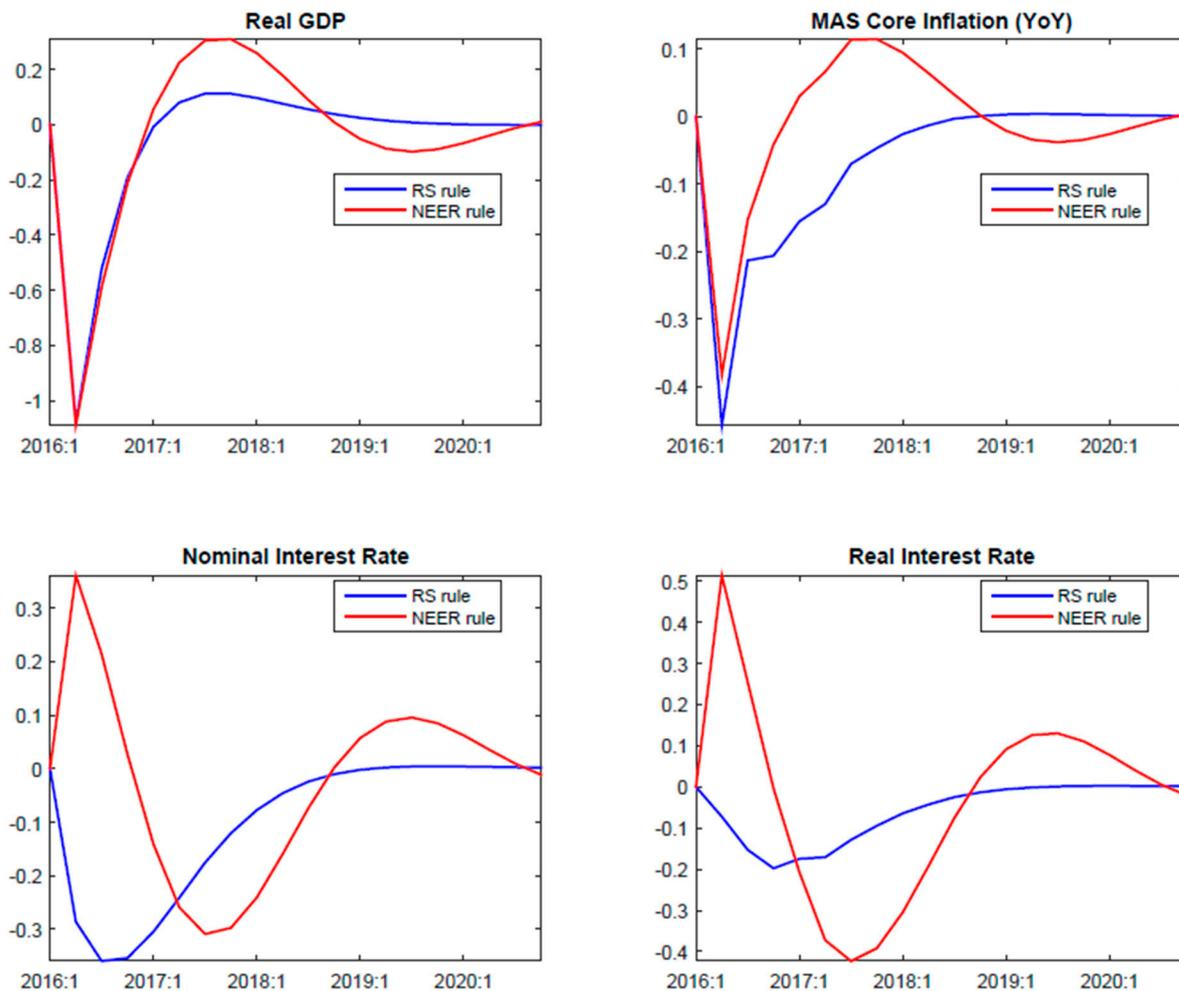 Real GDP
0.2
0
-0.2
-0.4
-0.6
-0.8
-1
2016:1 2017:1 2018:1 2019:1 2020:1
RS rule
NEER rule
MAS Core Inflation (YoY)
0.1
0
-0.1
-0.2
-0.3
-0.4
2016:1 2017:1 2018:1 2019:1 2020:1
RS rule
NEER rule
Nominal Interest Rate
0.3
0.2
0.1
0
-0.1
-0.2
-0.3
2016:1 2017:1 2018:1 2019:1 2020:1
RS rule
NEER rule
Real Interest Rate
0.5
0.4
0.3
0.2
0.1
0
-0.1
-0.2
-0.3
-0.4
2016:1 2017:1 2018:1 2019:1 2020:1
RS rule
NEER rule